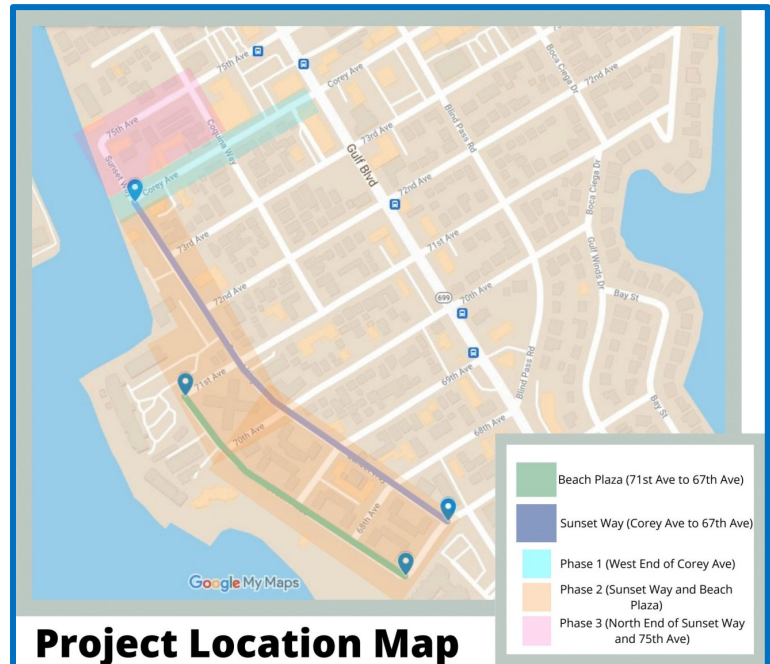 75th Ave
Corey Ave
Boca Ciega Dr
72nd Ave
75th Ave
Coquina Way
Blind Pass Rd
73rd Ave
Sunset Way
Corey Ave
Gulf Blvd
72nd Ave
Boca Ciega Dr
73rd Ave
71st Ave
Gulf Winds Dr
72nd Ave
70th Ave
Bay St
699
71st Ave
69th Ave
Blind Pass Rd
Bay St
70th Ave
68th Ave
68th Ave
Google My Maps
Beach Plaza (71st Ave to 67th Ave)
Sunset Way (Corey Ave to 67th Ave)
Phase 1 (West End of Corey Ave)
Phase 2 (Sunset Way and Beach
Plaza)
Phase 3 (North End of Sunset Way
and 75th Ave)
Project Location Map